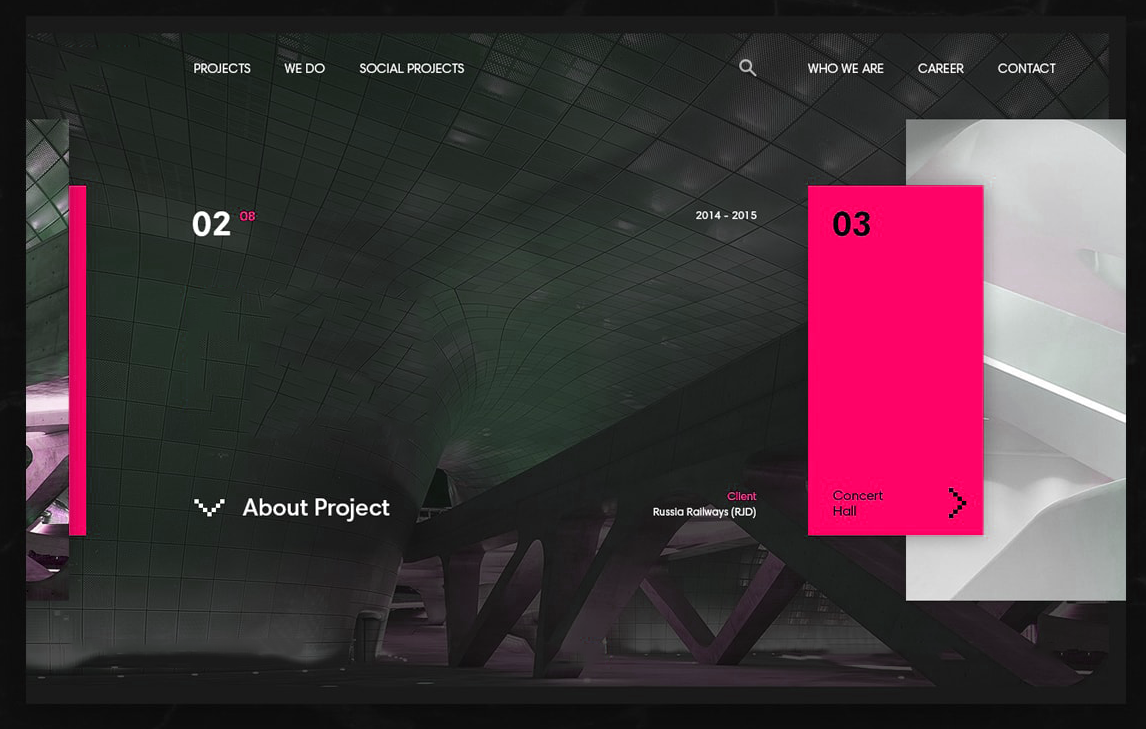 PROJECTS
WE DO
SOCIAL PROJECTS
WHO WE ARE
CAREER
CONTACT
02 08
2014 - 2015
03
About Project
Client
Russia Railways (RJD)
Concert
Hall